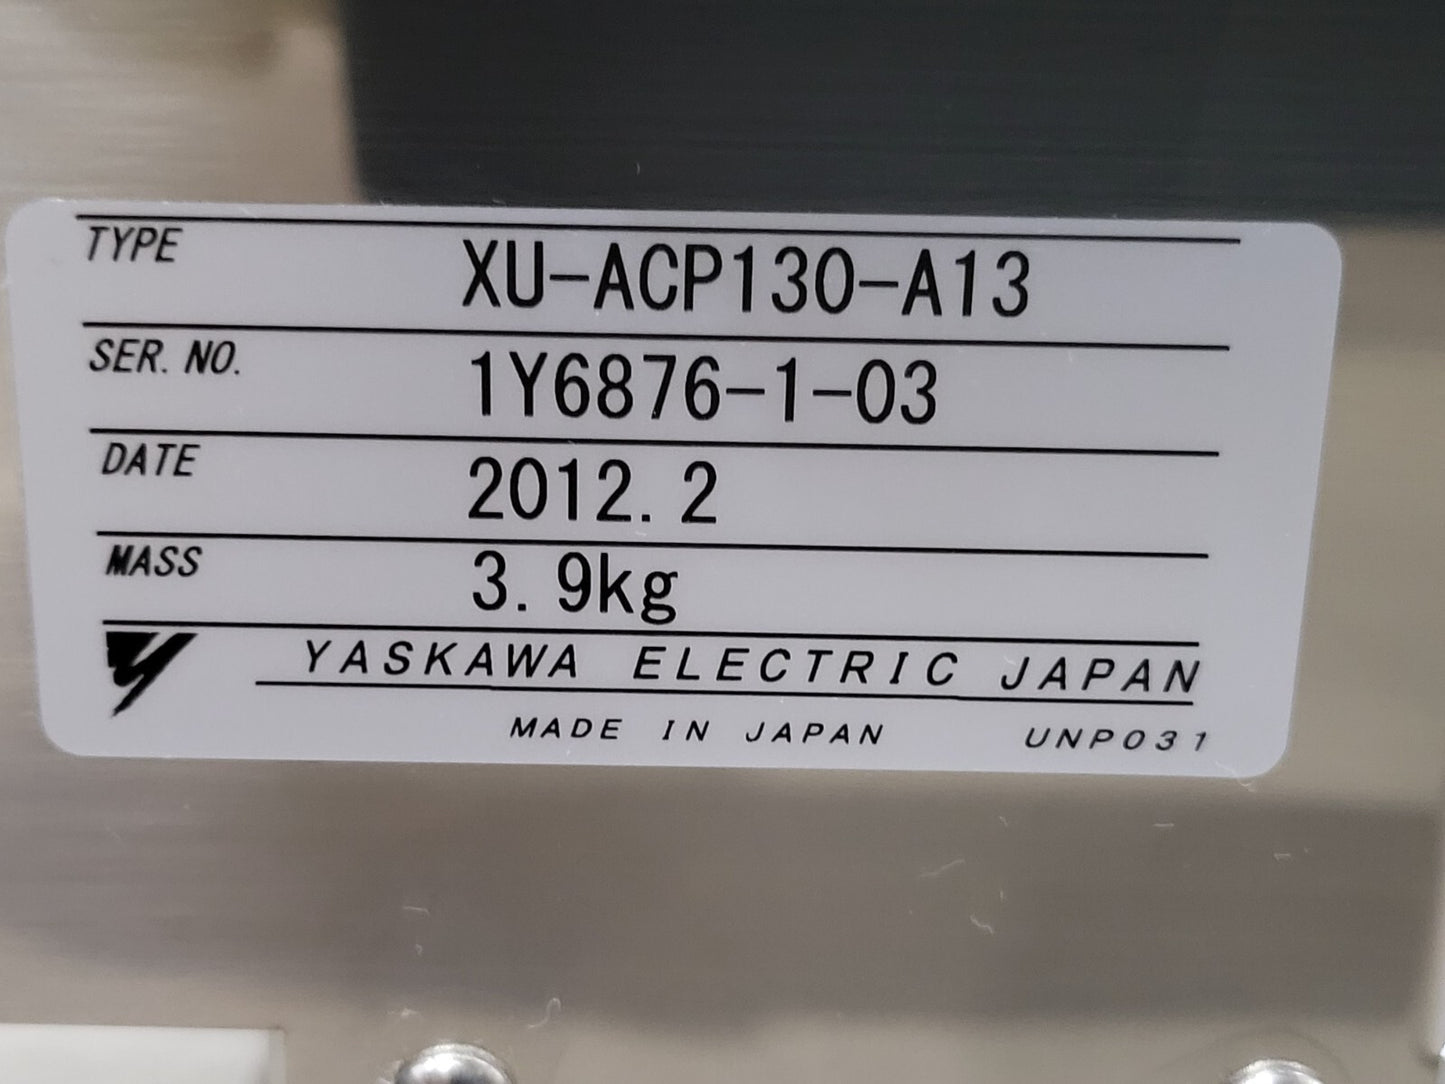 TYPE XU-ACP130-A13
SER. NO. 1Y6876-1-03
DATE 2012.2
MASS 3.9kg
YASKAWA ELECTRIC JAPAN
MADE IN JAPAN UNP031